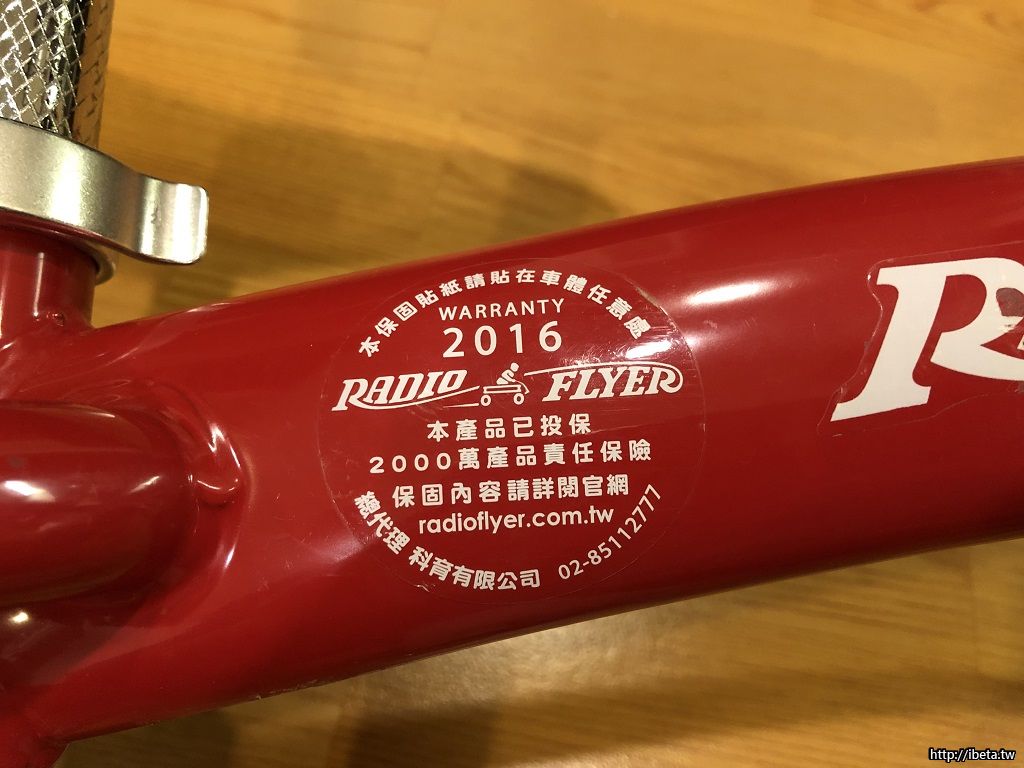 本保固貼紙請貼在車體任意處
WARRANTY
2016
RADIO FLYER
本產品已投保
2000萬產品責任保險
保固內容請詳閱官網
radioflyer.com.tw
總代理 科育有限公司 02-85112777
R
http://ibeta.tw